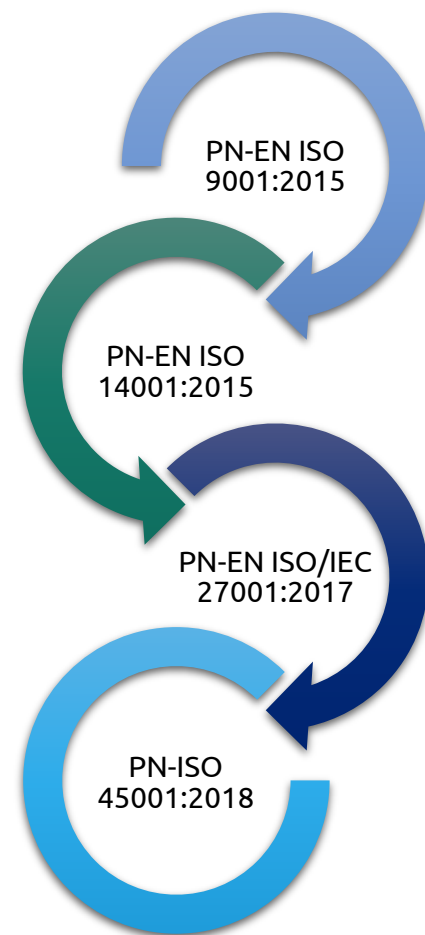 PN-EN ISO
9001:2015
PN-EN ISO
14001:2015
PN-EN ISO/IEC
27001:2017
PN-ISO
45001:2018